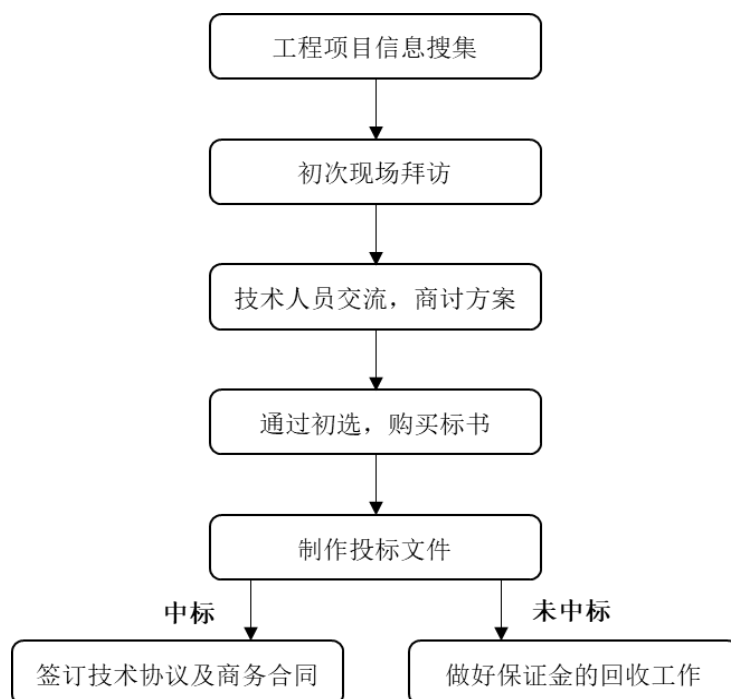 工程项目信息搜集
初次现场拜访
技术人员交流，商讨方案
通过初选，购买标书
制作投标文件
中标
未中标
签订技术协议及商务合同
做好保证金的回收工作